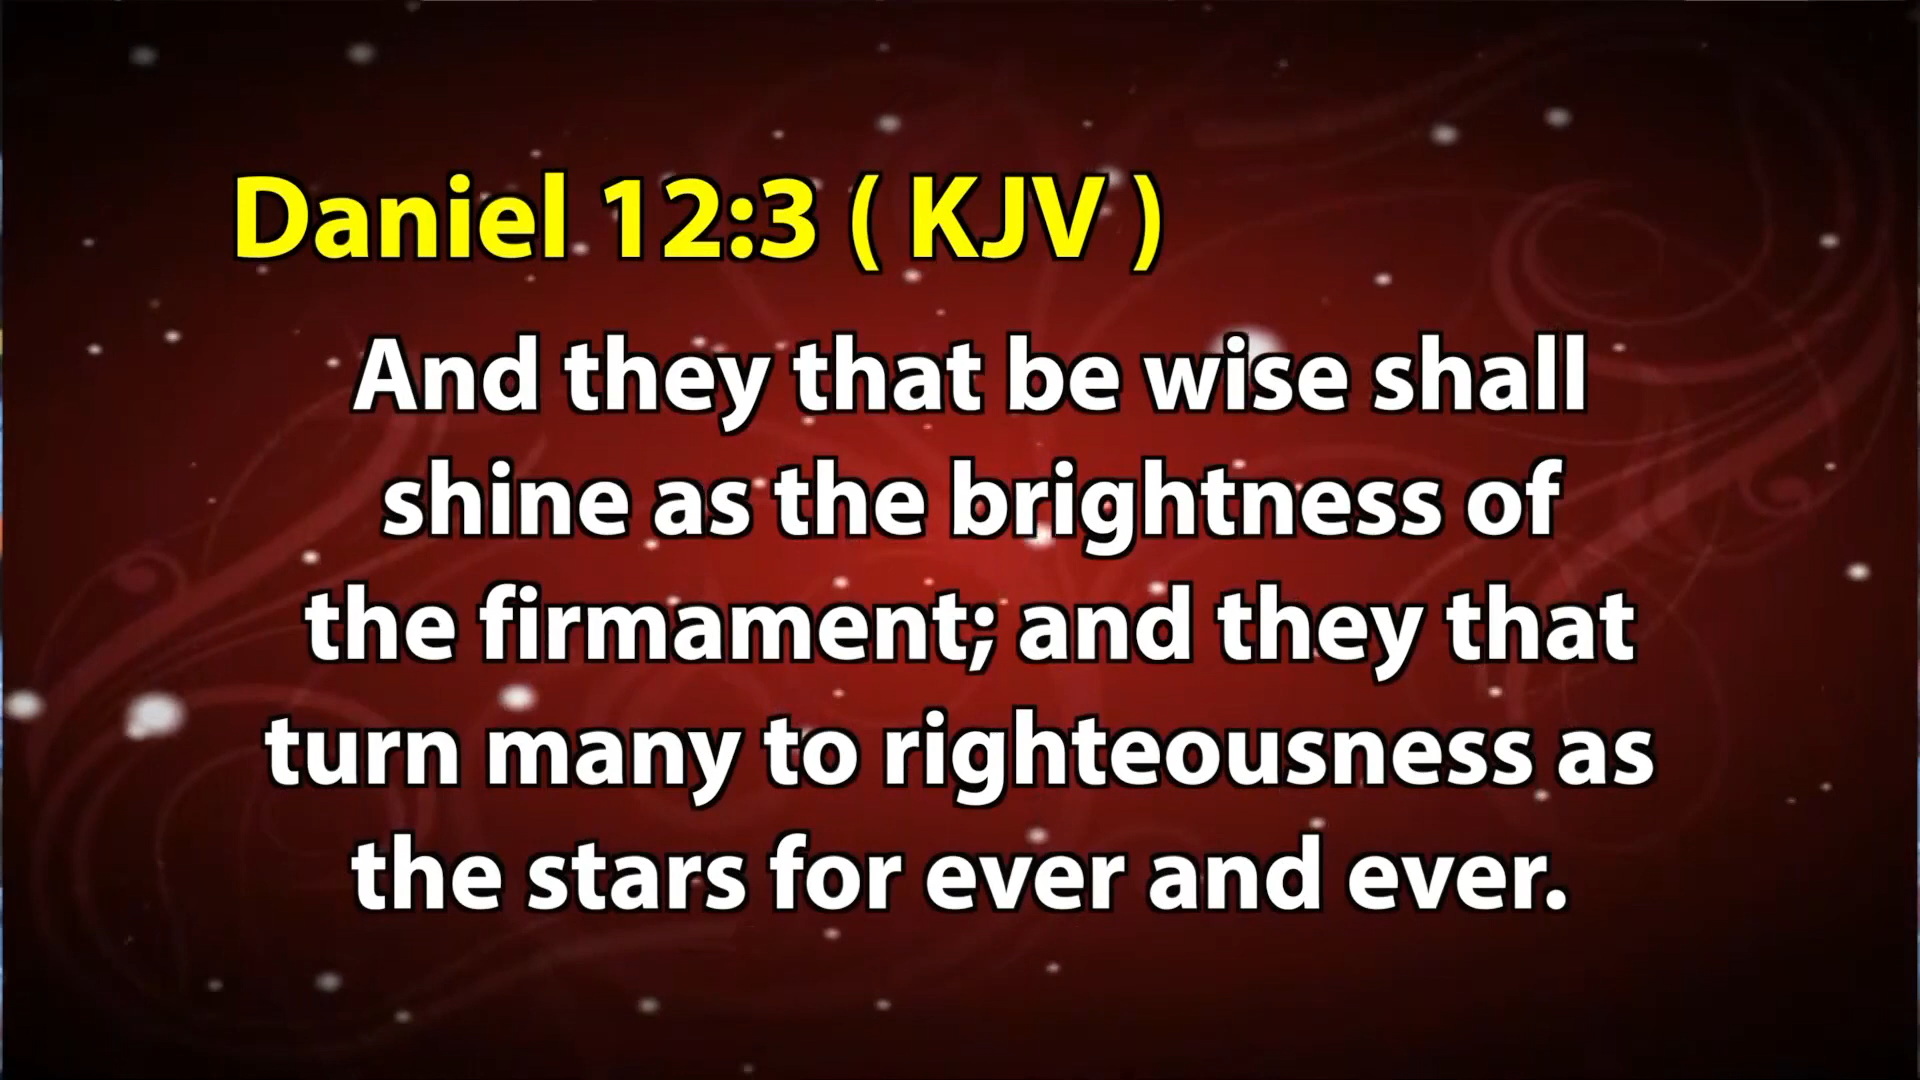 Daniel 12:3 ( KJV )
And they that be wise shall
shine as the brightness of
the firmament; and they that
turn many to righteousness as
the stars for ever and ever.